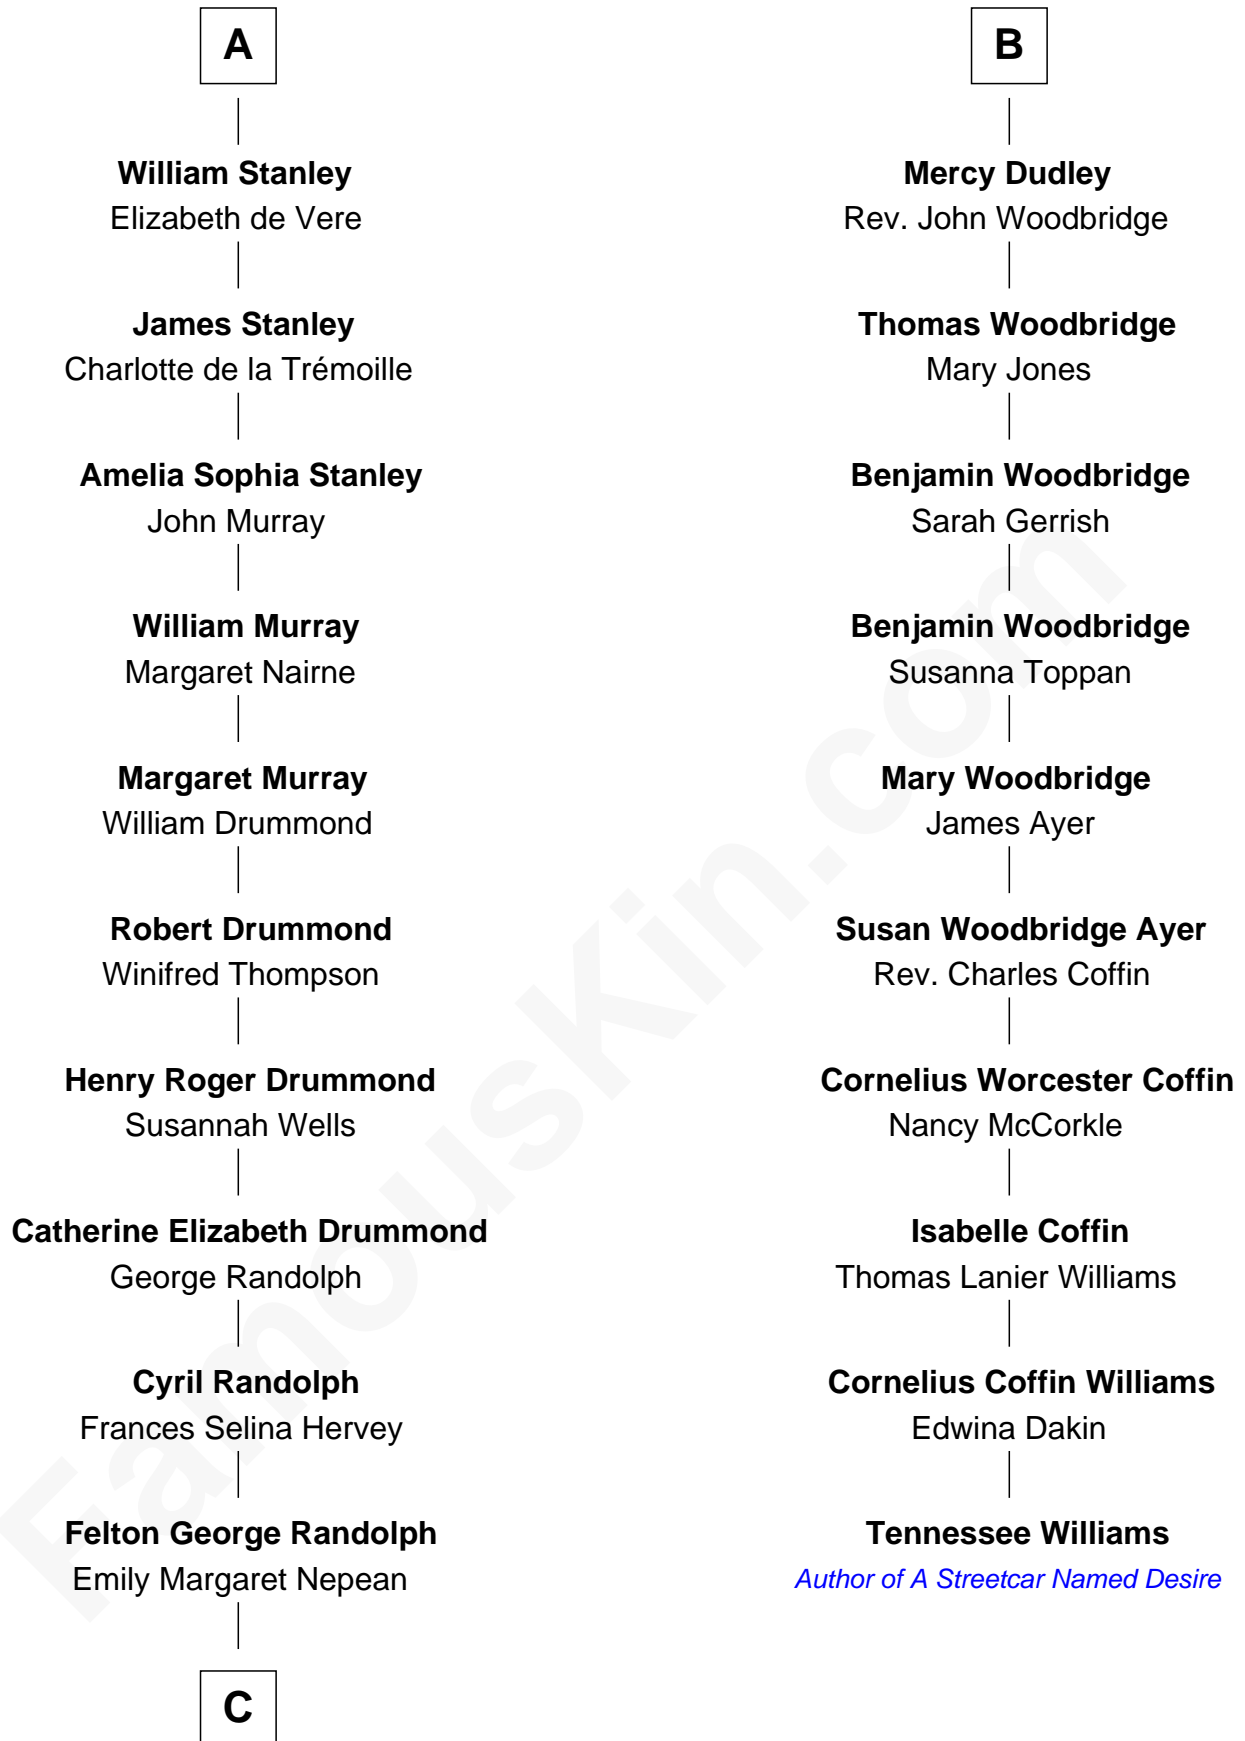 A
William Stanley
Elizabeth de Vere
James Stanley
Charlotte de la Trémoille
Amelia Sophia Stanley
John Murray
William Murray
Margaret Nairne
Margaret Murray
William Drummond
Robert Drummond
Winifred Thompson
Henry Roger Drummond
Susannah Wells
Catherine Elizabeth Drummond
George Randolph
Cyril Randolph
Frances Selina Hervey
Felton George Randolph
Emily Margaret Nepean
C
B
Mercy Dudley
Rev. John Woodbridge
Thomas Woodbridge
Mary Jones
Benjamin Woodbridge
Sarah Gerrish
Benjamin Woodbridge
Susanna Toppan
Mary Woodbridge
James Ayer
Susan Woodbridge Ayer
Rev. Charles Coffin
Cornelius Worcester Coffin
Nancy McCorkle
Isabelle Coffin
Thomas Lanier Williams
Cornelius Coffin Williams
Edwina Dakin
Tennessee Williams
Author of A Streetcar Named Desire
FamousKin.com